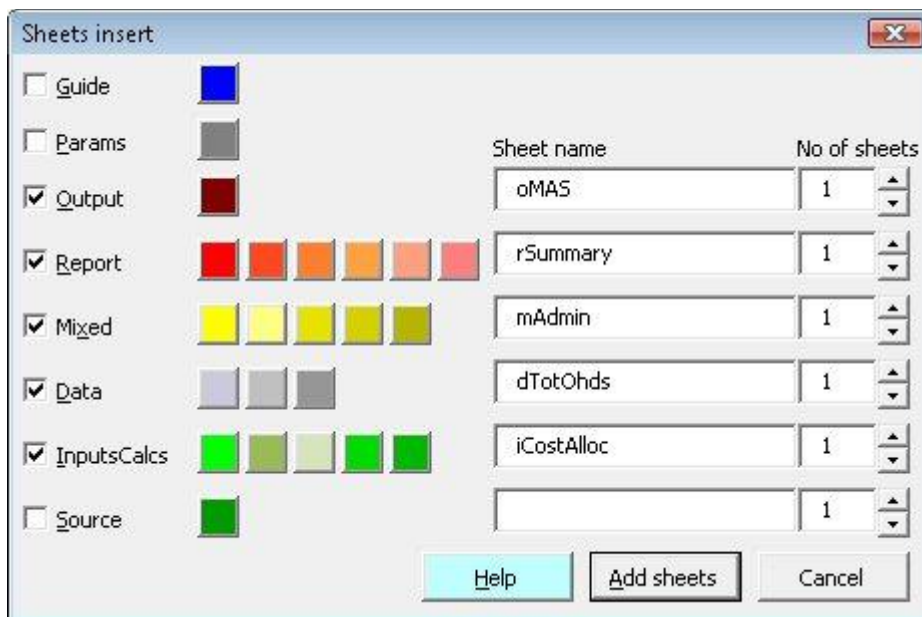 Sheets insert
Guide
Params
Sheet name No of sheets
Output oMAS 1
Report rSummary 1
Mixed mAdmin 1
Data dTotOhds 1
InputsCalcs iCostAlloc 1
Source 1
Help Add sheets Cancel